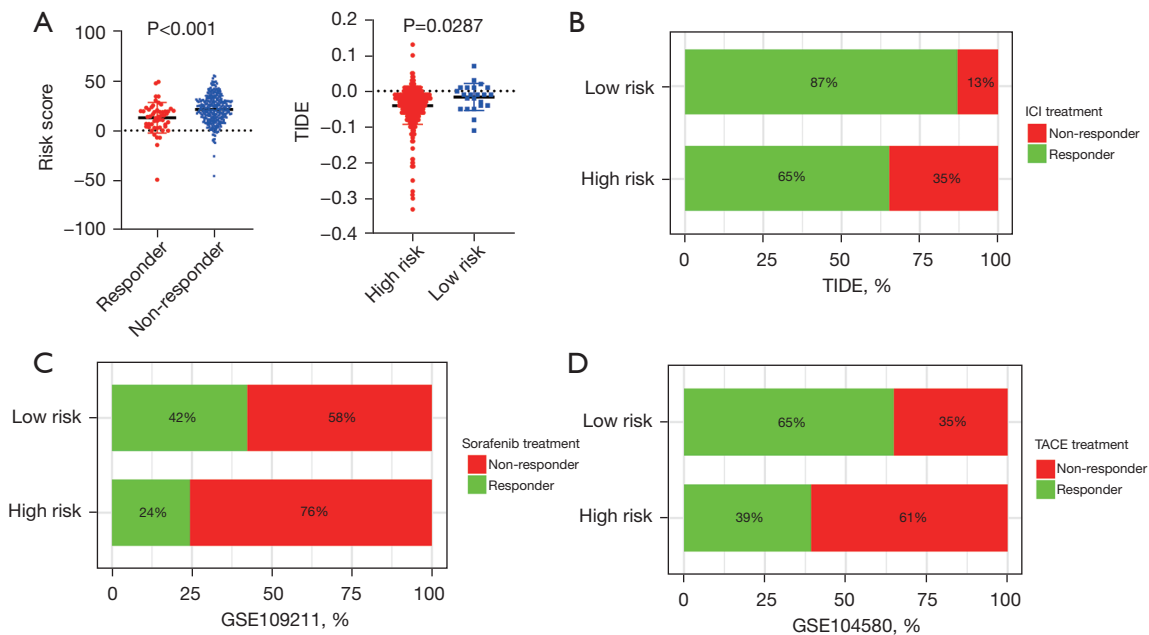 A
P<0.001
100
50
0
−50
−100
Risk score
Responder
Non-responder
P=0.0287
0.2
0.1
0.0
−0.1
−0.2
−0.3
−0.4
TIDE
High risk
Low risk
B
Low risk
87%
13%
High risk
65%
35%
0
25
50
75
100
TIDE, %
ICI treatment
Non-responder
Responder
C
Low risk
42%
58%
High risk
24%
76%
0
25
50
75
100
GSE109211, %
Sorafenib treatment
Non-responder
Responder
D
Low risk
65%
35%
High risk
39%
61%
0
25
50
75
100
GSE104580, %
TACE treatment
Non-responder
Responder